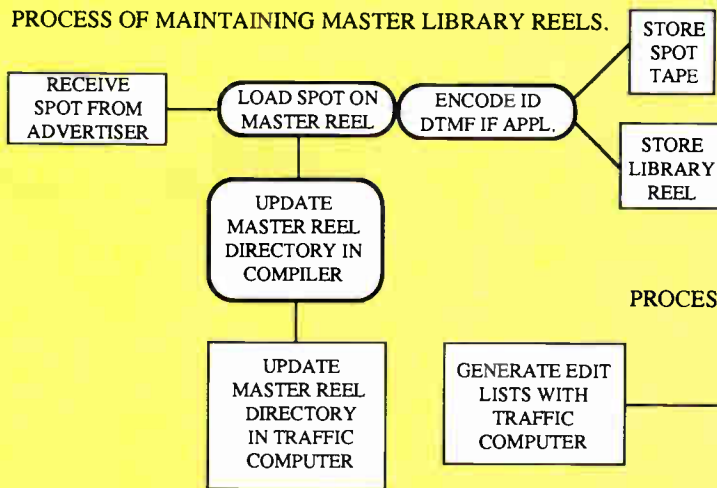 PROCESS OF MAINTAINING MASTER LIBRARY REELS.
RECEIVE
SPOT FROM
ADVERTISER
LOAD SPOT ON
MASTER REEL
ENCODE ID
DTMF IF APPL.
STORE
SPOT
TAPE
STORE
LIBRARY
REEL
UPDATE
MASTER REEL
DIRECTORY IN
COMPILER
UPDATE
MASTER REEL
DIRECTORY
IN TRAFFIC
COMPUTER
PROCES
GENERATE EDIT
LISTS WITH
TRAFFIC
COMPUTER